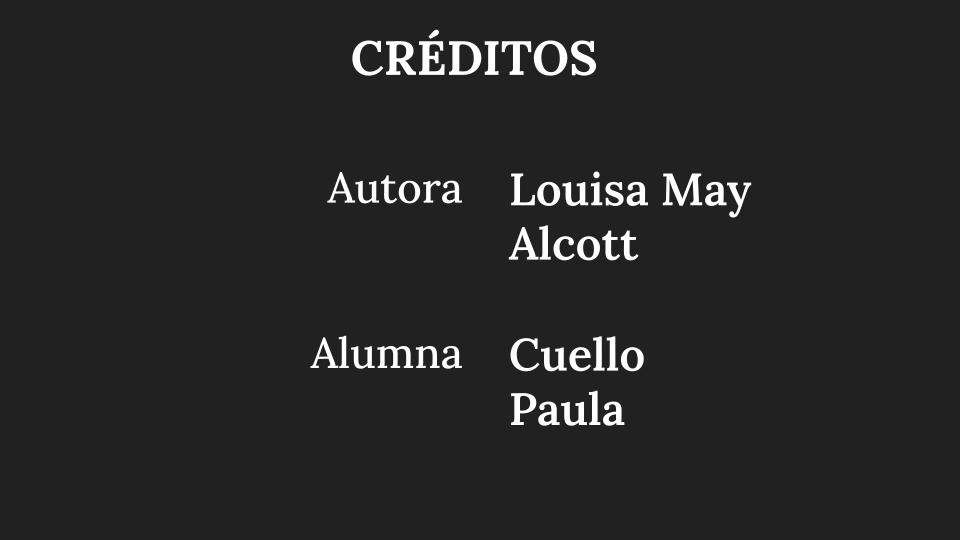 CRÉDITOS
Autora Louisa May
Alcott
Alumna Cuello
Paula